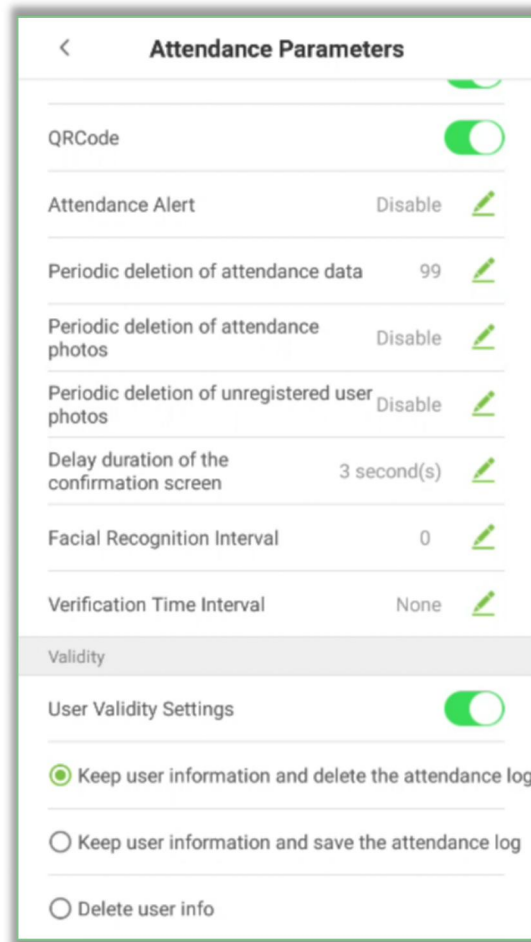 Attendance Parameters
QRCode
Attendance Alert Disable
Periodic deletion of attendance data 99
Periodic deletion of attendance
photos Disable
Periodic deletion of unregistered user
photos Disable
Delay duration of the
confirmation screen 3 second(s)
Facial Recognition Interval 0
Verification Time Interval None
Validity
User Validity Settings
Keep user information and delete the attendance log
Keep user information and save the attendance log
Delete user info